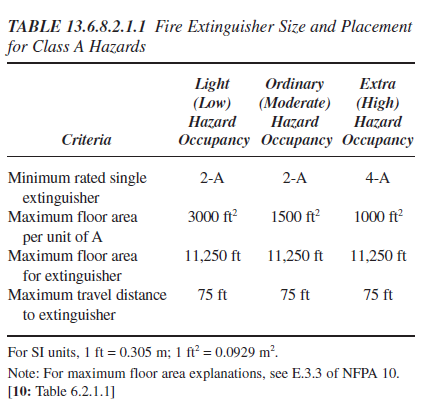 TABLE 13.6.8.2.1.1 Fire Extinguisher Size and Placement
for Class A Hazards
Light Ordinary Extra
(Low) (Moderate) (High)
Hazard Hazard Hazard
Criteria Occupancy Occupancy Occupancy
Minimum rated single 2-A 2-A 4-A
extinguisher
Maximum floor area 3000 ft² 1500 ft² 1000 ft²
per unit of A
Maximum floor area 11,250 ft 11,250 ft 11,250 ft
for extinguisher
Maximum travel distance 75 ft 75 ft 75 ft
to extinguisher
For SI units, 1 ft = 0.305 m; 1 ft² = 0.0929 m².
Note: For maximum floor area explanations, see E.3.3 of NFPA 10.
[10: Table 6.2.1.1]